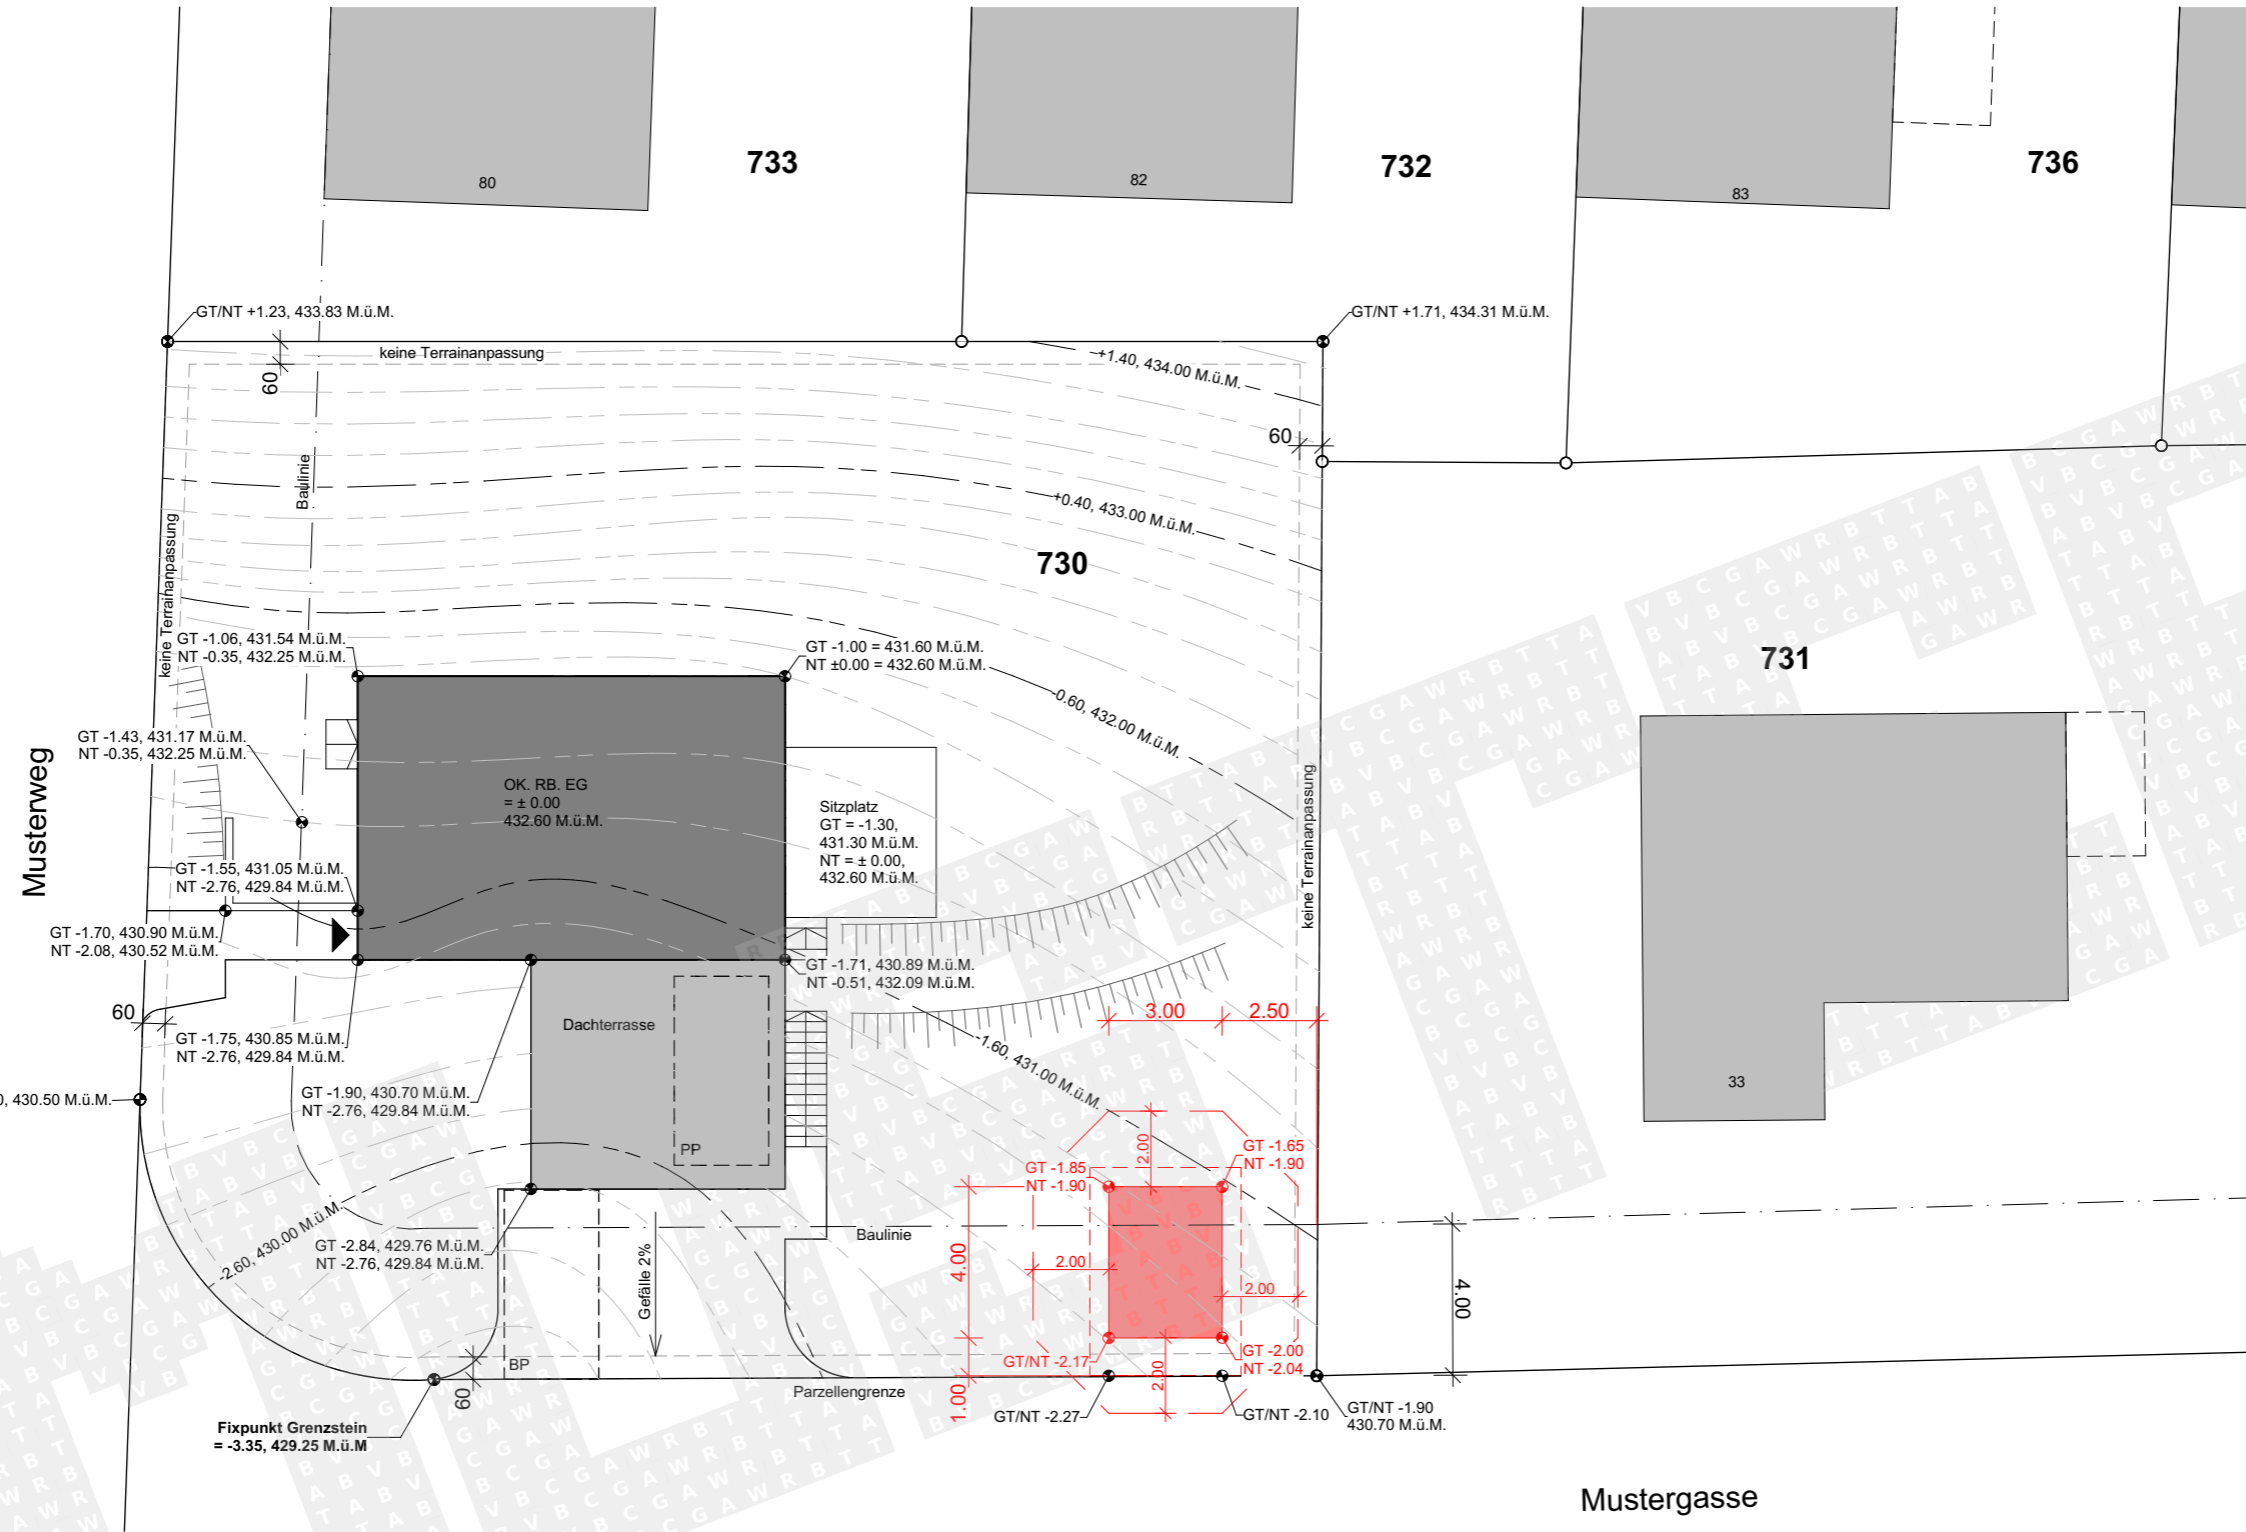 733
732
736
80
82
83
GT/NT +1.23, 433.83 M.ü.M.
GT/NT +1.71, 434.31 M.ü.M.
keine Terrainanpassung
+1.40, 434.00 M.ü.M.
60
60
Baulinie
+0.40, 433.00 M.ü.M.
730
keine Terrainanpassung
GT -1.06, 431.54 M.ü.M.
NT -0.35, 432.25 M.ü.M.
GT -1.00 = 431.60 M.ü.M.
NT ±0.00 = 432.60 M.ü.M.
731
-0.60, 432.00 M.ü.M.
GT -1.43, 431.17 M.ü.M.
NT -0.35, 432.25 M.ü.M.
Musterweg
OK. RB. EG
= ± 0.00
432.60 M.ü.M.
Sitzplatz
GT = -1.30,
431.30 M.ü.M.
NT = ± 0.00,
432.60 M.ü.M.
keine Terrainanpassung
GT -1.55, 431.05 M.ü.M.
NT -2.76, 429.84 M.ü.M.
GT -1.70, 430.90 M.ü.M.
NT -2.08, 430.52 M.ü.M.
GT -1.71, 430.89 M.ü.M.
NT -0.51, 432.09 M.ü.M.
60
3.00
2.50
Dachterrasse
GT -1.75, 430.85 M.ü.M.
NT -2.76, 429.84 M.ü.M.
-1.60, 431.00 M.ü.M.
33
GT -1.90, 430.70 M.ü.M.
NT -2.76, 429.84 M.ü.M.
, 430.50 M.ü.M.
PP
2.00
GT -1.65
NT -1.90
GT -1.85
NT -1.90
-2.60, 430.00 M.ü.M.
Baulinie
GT -2.84, 429.76 M.ü.M.
NT -2.76, 429.84 M.ü.M.
Gefälle 2%
4.00
2.00
2.00
4.00
BP
GT/NT -2.17
GT -2.00
NT -2.04
2.00
60
1.00
Parzellengrenze
GT/NT -2.27
GT/NT -2.10
GT/NT -1.90
430.70 M.ü.M.
Fixpunkt Grenzstein
= -3.35, 429.25 M.ü.M
Mustergasse